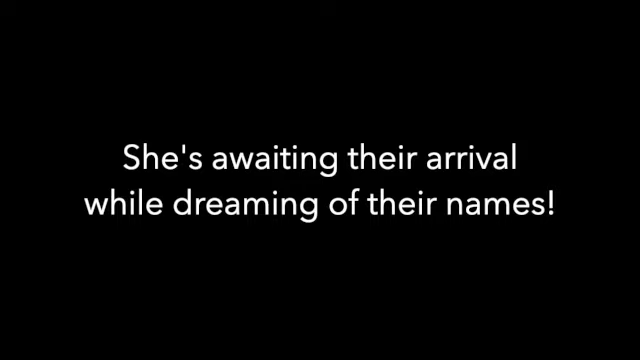 She's awaiting their arrival
while dreaming of their names!